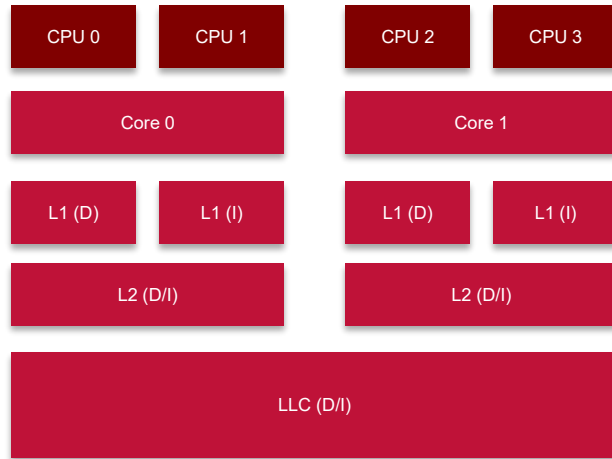 CPU 0
CPU 1
CPU 2
CPU 3
Core 0
Core 1
L1 (D)
L1 (I)
L1 (D)
L1 (I)
L2 (D/I)
L2 (D/I)
LLC (D/I)